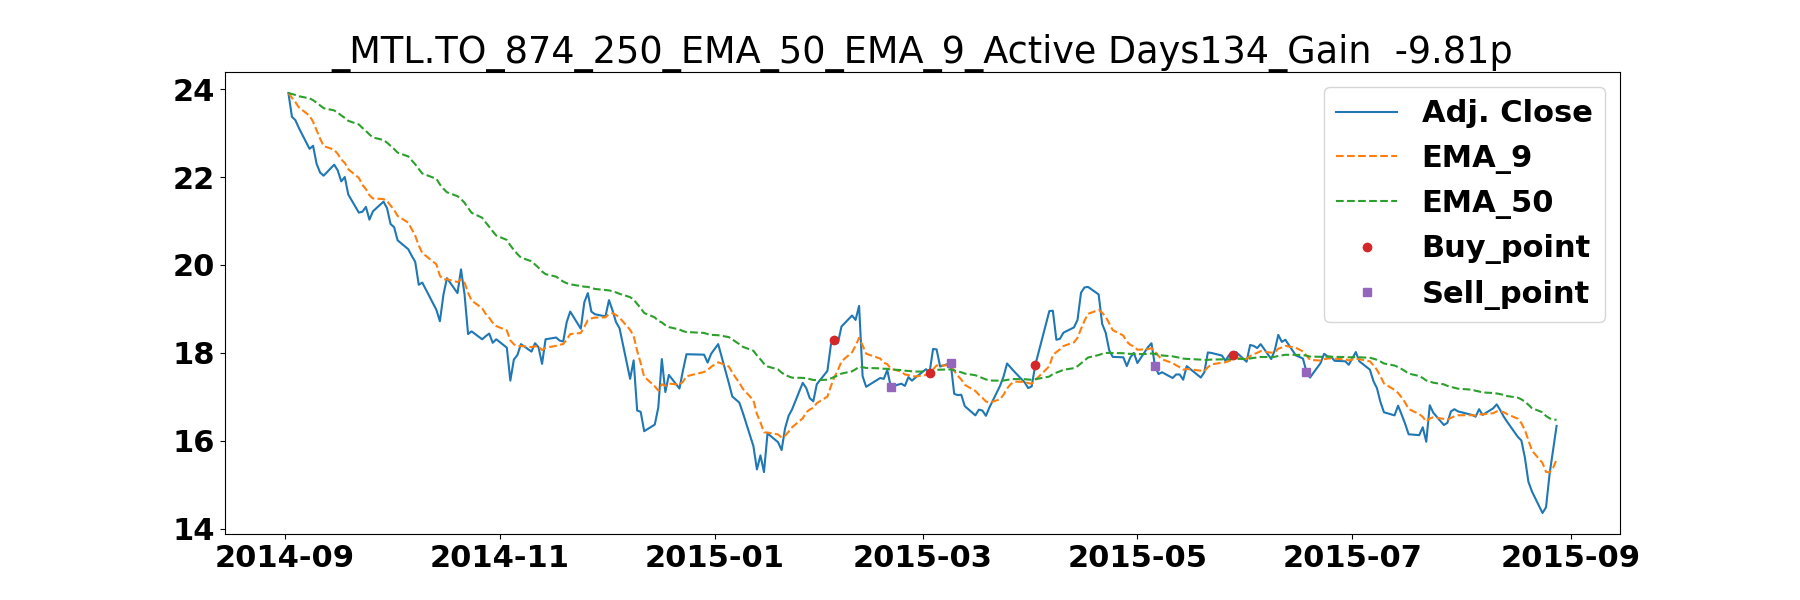 _MTL.TO_874_250_EMA_50_EMA_9_Active Days134_Gain  -9.81p
24
22
20
18
16
14
Adj. Close
EMA_9
EMA_50
Buy_point
Sell_point
2014-09 2014-11 2015-01 2015-03 2015-05 2015-07 2015-09